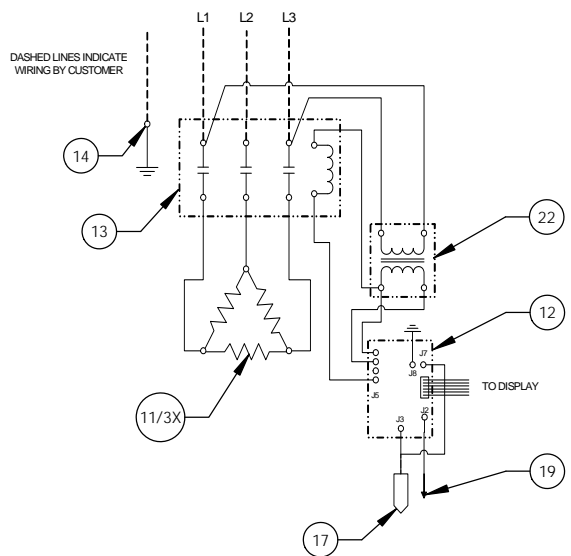 L1 L2 L3
DASHED LINES INDICATE
WIRING BY CUSTOMER
14
13
22
12
J7
J8
TO DISPLAY
J5
J2
J3
11/3X
19
17